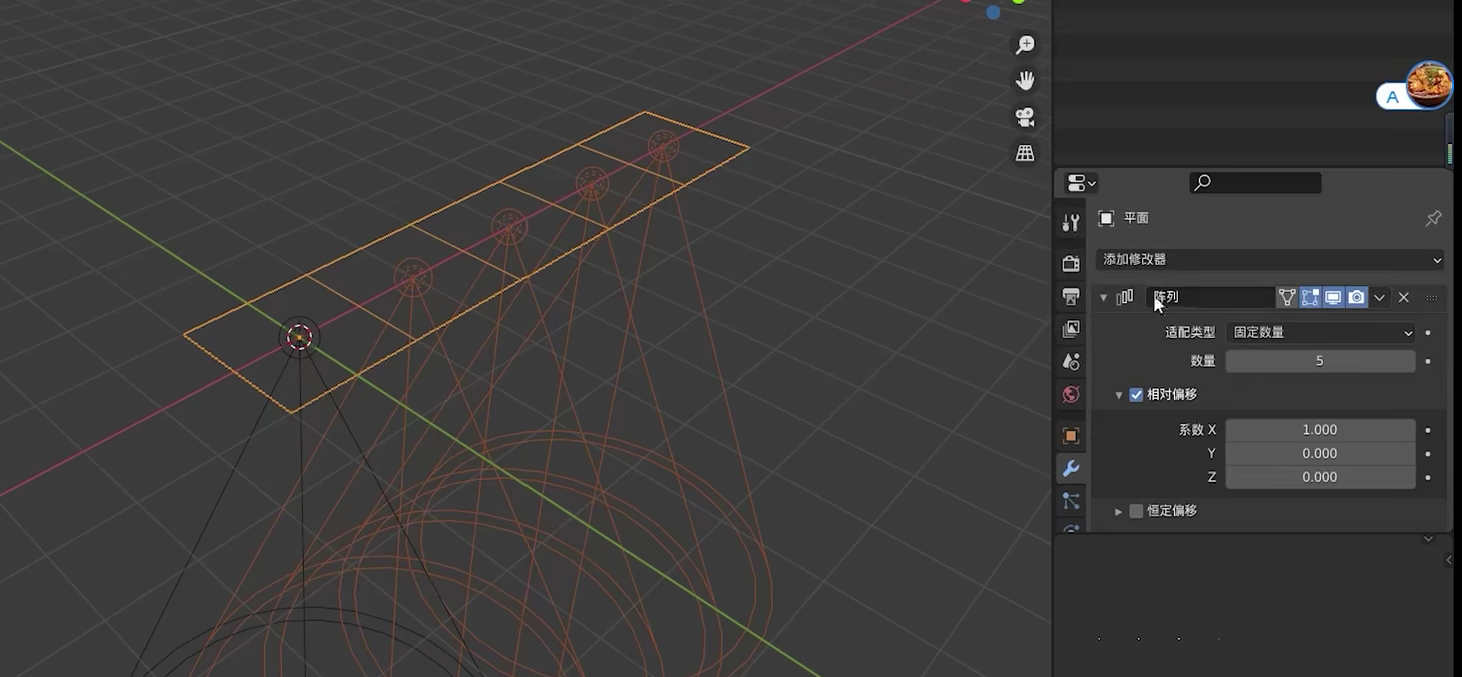 A
平面
添加修改器
阵列
适配类型 固定数量
数量 5
相对偏移
系数 X 1.000
Y 0.000
Z 0.000
恒定偏移